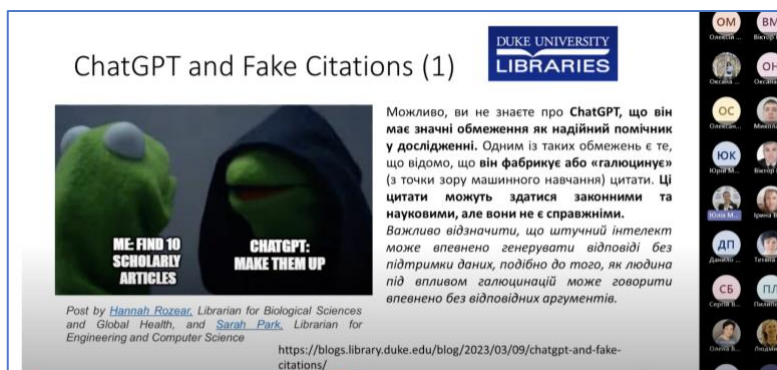 ChatGPT and Fake Citations (1)
DUKE UNIVERSITY
LIBRARIES
ME: FIND 10
SCHOLARLY
ARTICLES
CHATGPT:
MAKE THEM UP
Post by Hannah Rozear, Librarian for Biological Sciences
and Global Health, and Sarah Park, Librarian for
Engineering and Computer Science
Можливо, ви не знаєте про ChatGPT, що він
має значні обмеження як надійний помічник
у дослідженні. Одним із таких обмежень є те,
що відомо, що він фабрикує або «галюцинує»
(з точки зору машинного навчання) цитати. Ці
цитати можуть здатися законними та
науковими, але вони не є справжніми.
Важливо відзначити, що штучний інтелект
може впевнено генерувати відповіді без
підтримки даних, подібно до того, як людина
під впливом галюцинацій може говорити
впевнено без відповідних аргументів.
https://blogs.library.duke.edu/blog/2023/03/09/chatgpt-and-fake-
citations/
ОМ
ВМ
ОН
ОС
ЮК
Юрій М...
Юлія М...
ДП
СБ
ПЛ